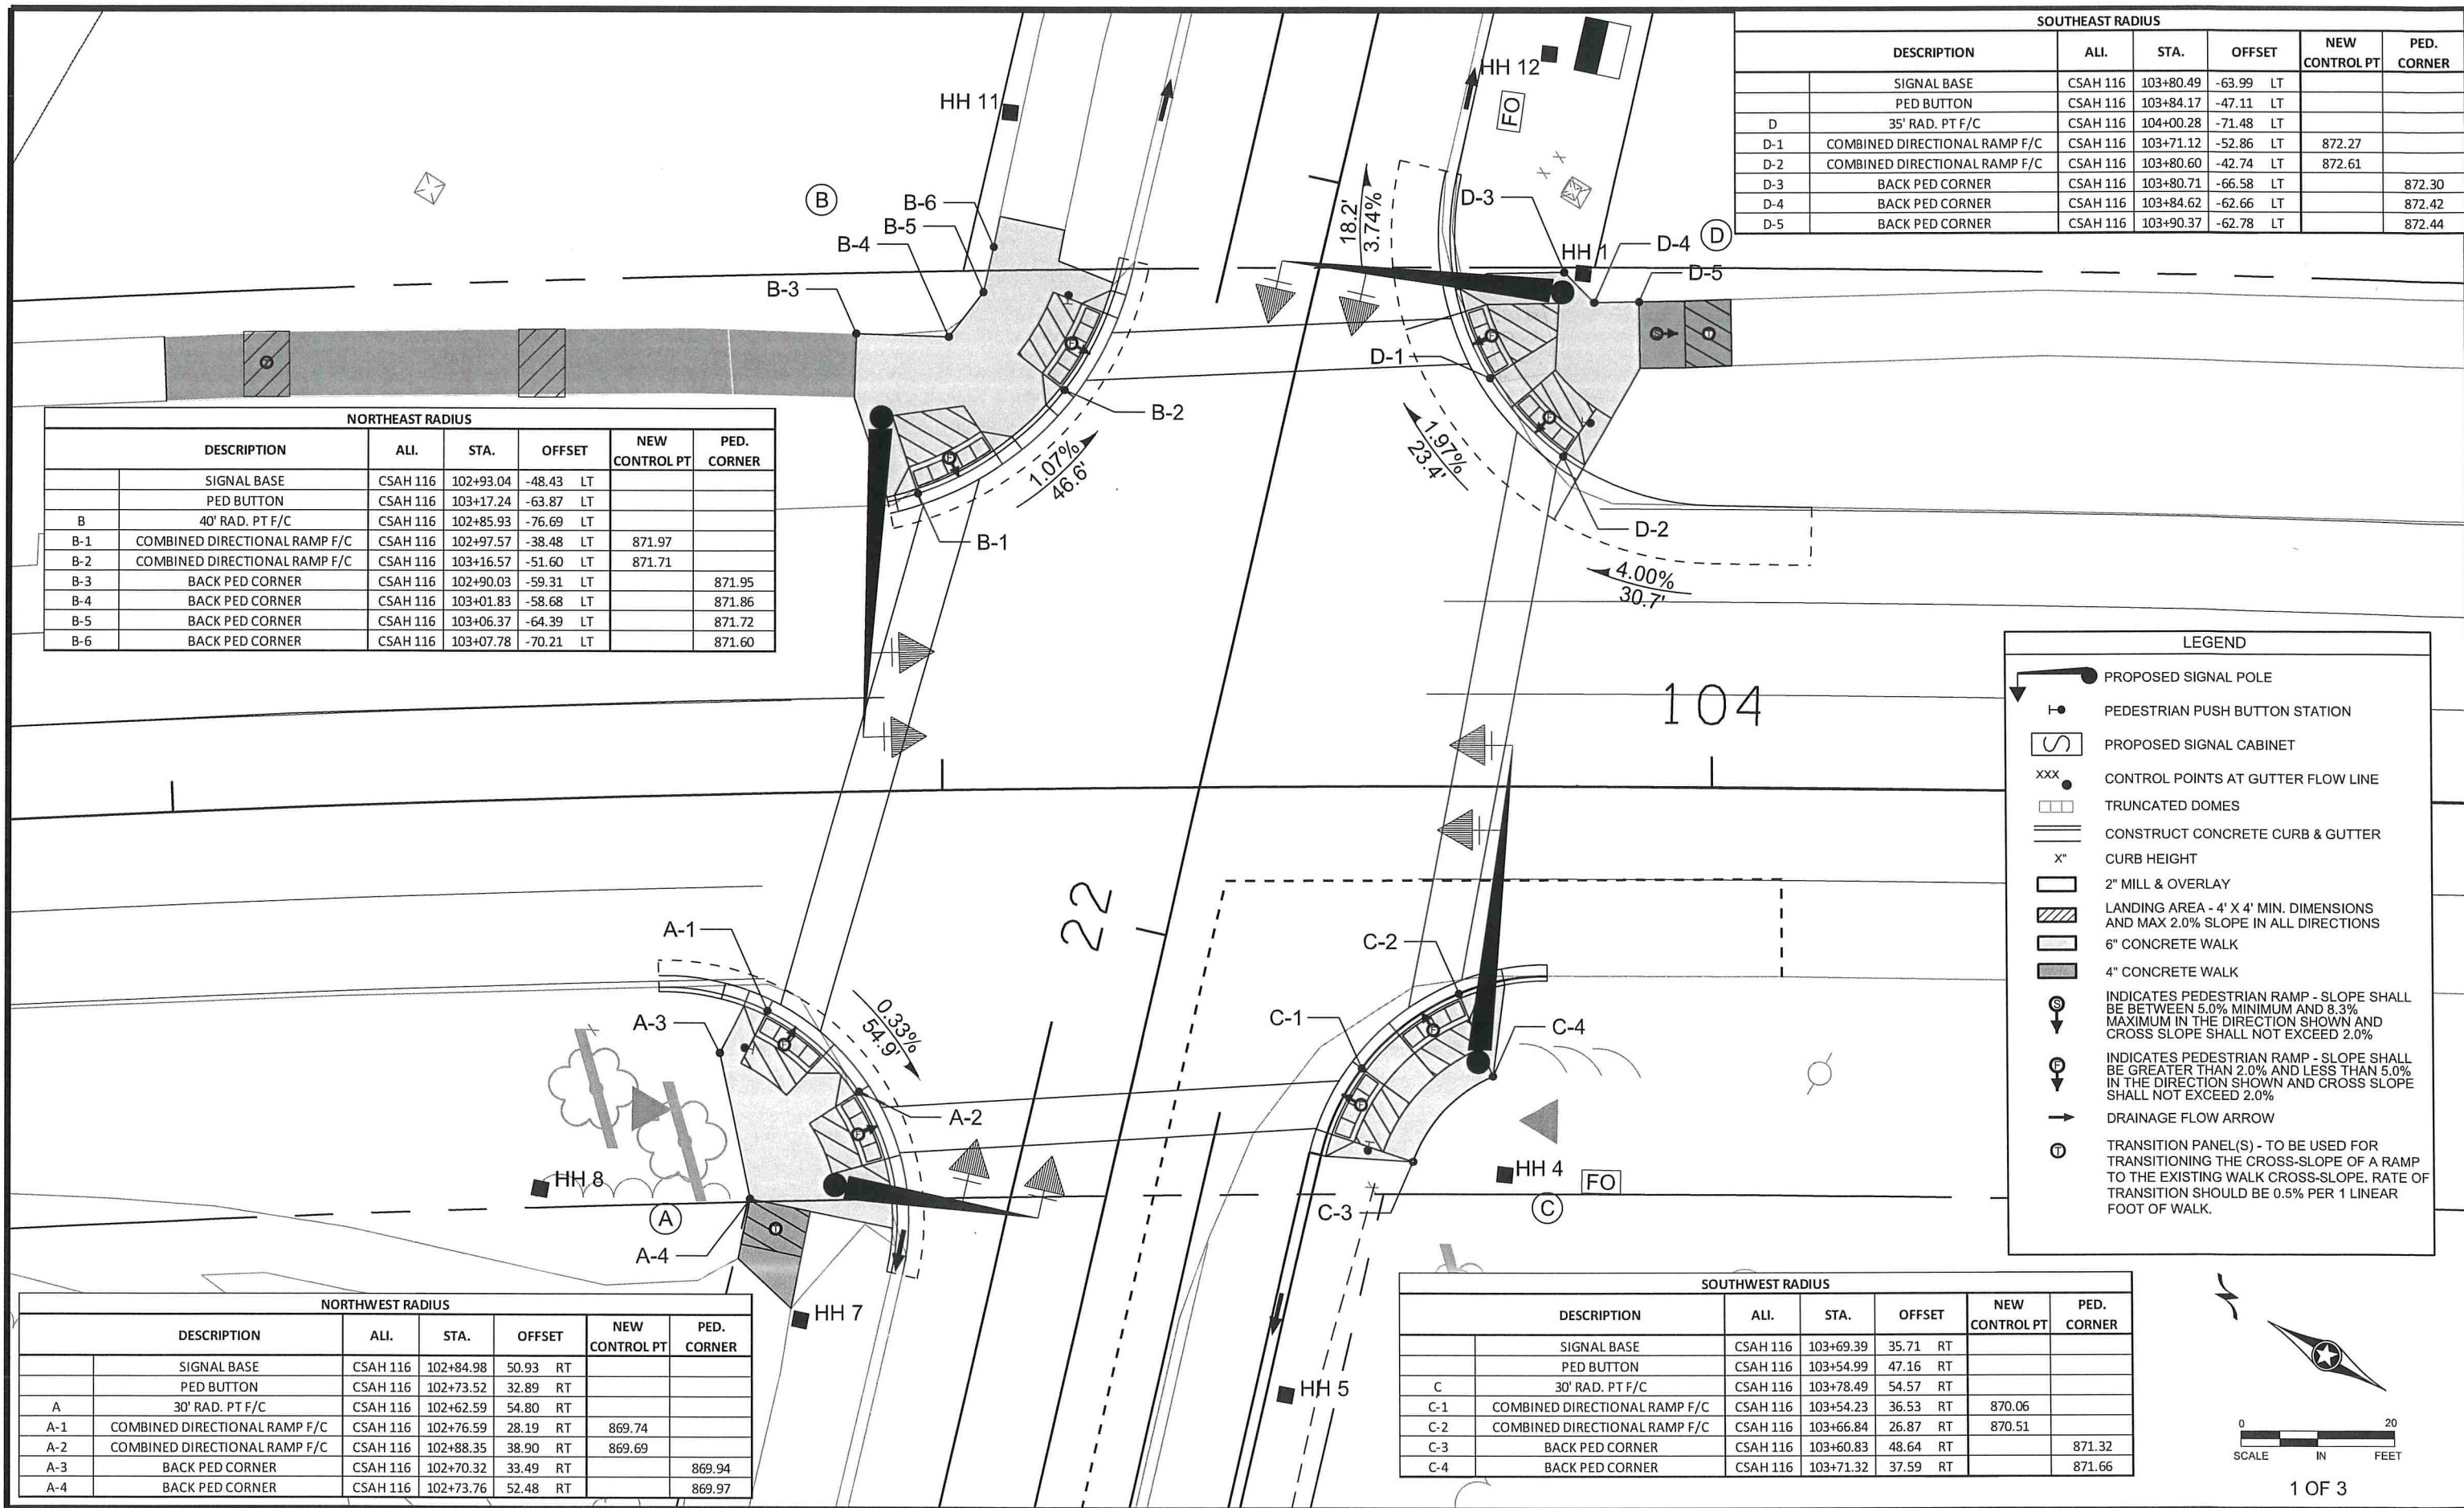 SOUTHEAST RADIUS
DESCRIPTION ALI. STA. OFFSET NEW CONTROL PT PED. CORNER
SIGNAL BASE CSAH 116 103+80.49 -63.99 LT
PED BUTTON CSAH 116 103+84.17 -47.11 LT
D 35' RAD. PT F/C CSAH 116 104+00.28 -71.48 LT
D-1 COMBINED DIRECTIONAL RAMP F/C CSAH 116 103+71.12 -52.86 LT 872.27
D-2 COMBINED DIRECTIONAL RAMP F/C CSAH 116 103+80.60 -42.74 LT 872.61
D-3 BACK PED CORNER CSAH 116 103+80.71 -66.58 LT 872.30
D-4 BACK PED CORNER CSAH 116 103+84.62 -62.66 LT 872.42
D-5 BACK PED CORNER CSAH 116 103+90.37 -62.78 LT 872.44
HH 11
HH 12
FO
B
B-6
B-5
B-4
B-3
18.2'
3.74%
D-3
HH 1
D-4
D
D-5
D-1
B-2
1.07%
46.6'
B-1
1.97%
23.4'
D-2
4.00%
30.7'
NORTHEAST RADIUS
DESCRIPTION ALI. STA. OFFSET NEW CONTROL PT PED. CORNER
SIGNAL BASE CSAH 116 102+93.04 -48.43 LT
PED BUTTON CSAH 116 103+17.24 -63.87 LT
B 40' RAD. PT F/C CSAH 116 102+85.93 -76.69 LT
B-1 COMBINED DIRECTIONAL RAMP F/C CSAH 116 102+97.57 -38.48 LT 871.97
B-2 COMBINED DIRECTIONAL RAMP F/C CSAH 116 103+16.57 -51.60 LT 871.71
B-3 BACK PED CORNER CSAH 116 102+90.03 -59.31 LT 871.95
B-4 BACK PED CORNER CSAH 116 103+01.83 -58.68 LT 871.86
B-5 BACK PED CORNER CSAH 116 103+06.37 -64.39 LT 871.72
B-6 BACK PED CORNER CSAH 116 103+07.78 -70.21 LT 871.60
104
22
LEGEND
PROPOSED SIGNAL POLE
PEDESTRIAN PUSH BUTTON STATION
S PROPOSED SIGNAL CABINET
XXX CONTROL POINTS AT GUTTER FLOW LINE
TRUNCATED DOMES
CONSTRUCT CONCRETE CURB & GUTTER
X" CURB HEIGHT
2" MILL & OVERLAY
LANDING AREA - 4' X 4' MIN. DIMENSIONS
AND MAX 2.0% SLOPE IN ALL DIRECTIONS
6" CONCRETE WALK
4" CONCRETE WALK
S INDICATES PEDESTRIAN RAMP - SLOPE SHALL
BE BETWEEN 5.0% MINIMUM AND 8.3%
MAXIMUM IN THE DIRECTION SHOWN AND
CROSS SLOPE SHALL NOT EXCEED 2.0%
F INDICATES PEDESTRIAN RAMP - SLOPE SHALL
BE GREATER THAN 2.0% AND LESS THAN 5.0%
IN THE DIRECTION SHOWN AND CROSS SLOPE
SHALL NOT EXCEED 2.0%
DRAINAGE FLOW ARROW
T TRANSITION PANEL(S) - TO BE USED FOR
TRANSITIONING THE CROSS-SLOPE OF A RAMP
TO THE EXISTING WALK CROSS-SLOPE. RATE OF
TRANSITION SHOULD BE 0.5% PER 1 LINEAR
FOOT OF WALK.
A-1
A-3
0.33%
54.9'
A-2
HH 8
A
A-4
HH 7
C-2
C-1
C-4
HH 4
FO
C-3
C
HH 5
NORTHWEST RADIUS
DESCRIPTION ALI. STA. OFFSET NEW CONTROL PT PED. CORNER
SIGNAL BASE CSAH 116 102+84.98 50.93 RT
PED BUTTON CSAH 116 102+73.52 32.89 RT
A 30' RAD. PT F/C CSAH 116 102+62.59 54.80 RT
A-1 COMBINED DIRECTIONAL RAMP F/C CSAH 116 102+76.59 28.19 RT 869.74
A-2 COMBINED DIRECTIONAL RAMP F/C CSAH 116 102+88.35 38.90 RT 869.69
A-3 BACK PED CORNER CSAH 116 102+70.32 33.49 RT 869.94
A-4 BACK PED CORNER CSAH 116 102+73.76 52.48 RT 869.97
SOUTHWEST RADIUS
DESCRIPTION ALI. STA. OFFSET NEW CONTROL PT PED. CORNER
SIGNAL BASE CSAH 116 103+69.39 35.71 RT
PED BUTTON CSAH 116 103+54.99 47.16 RT
C 30' RAD. PT F/C CSAH 116 103+78.49 54.57 RT
C-1 COMBINED DIRECTIONAL RAMP F/C CSAH 116 103+54.23 36.53 RT 870.06
C-2 COMBINED DIRECTIONAL RAMP F/C CSAH 116 103+66.84 26.87 RT 870.51
C-3 BACK PED CORNER CSAH 116 103+60.83 48.64 RT 871.32
C-4 BACK PED CORNER CSAH 116 103+71.32 37.59 RT 871.66
0 20
SCALE IN FEET
1 OF 3